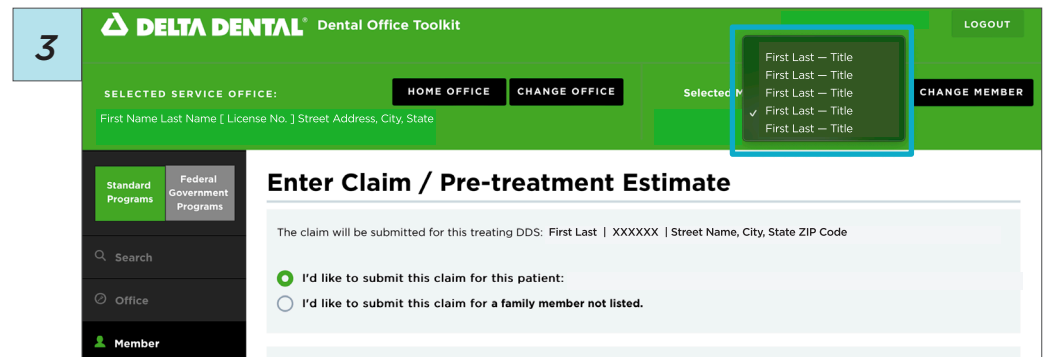 3
DELTA DENTAL® Dental Office Toolkit
LOGOUT
First Last — Title
First Last — Title
First Last — Title
First Last — Title
First Last — Title
SELECTED SERVICE OFFICE:
HOME OFFICE
CHANGE OFFICE
Selected M
CHANGE MEMBER
First Name Last Name [ License No. ] Street Address, City, State
Standard
Programs
Federal
Government
Programs
Search
Office
Member
Enter Claim / Pre-treatment Estimate
The claim will be submitted for this treating DDS: First Last | XXXXXX | Street Name, City, State ZIP Code
I'd like to submit this claim for this patient:
I'd like to submit this claim for a family member not listed.